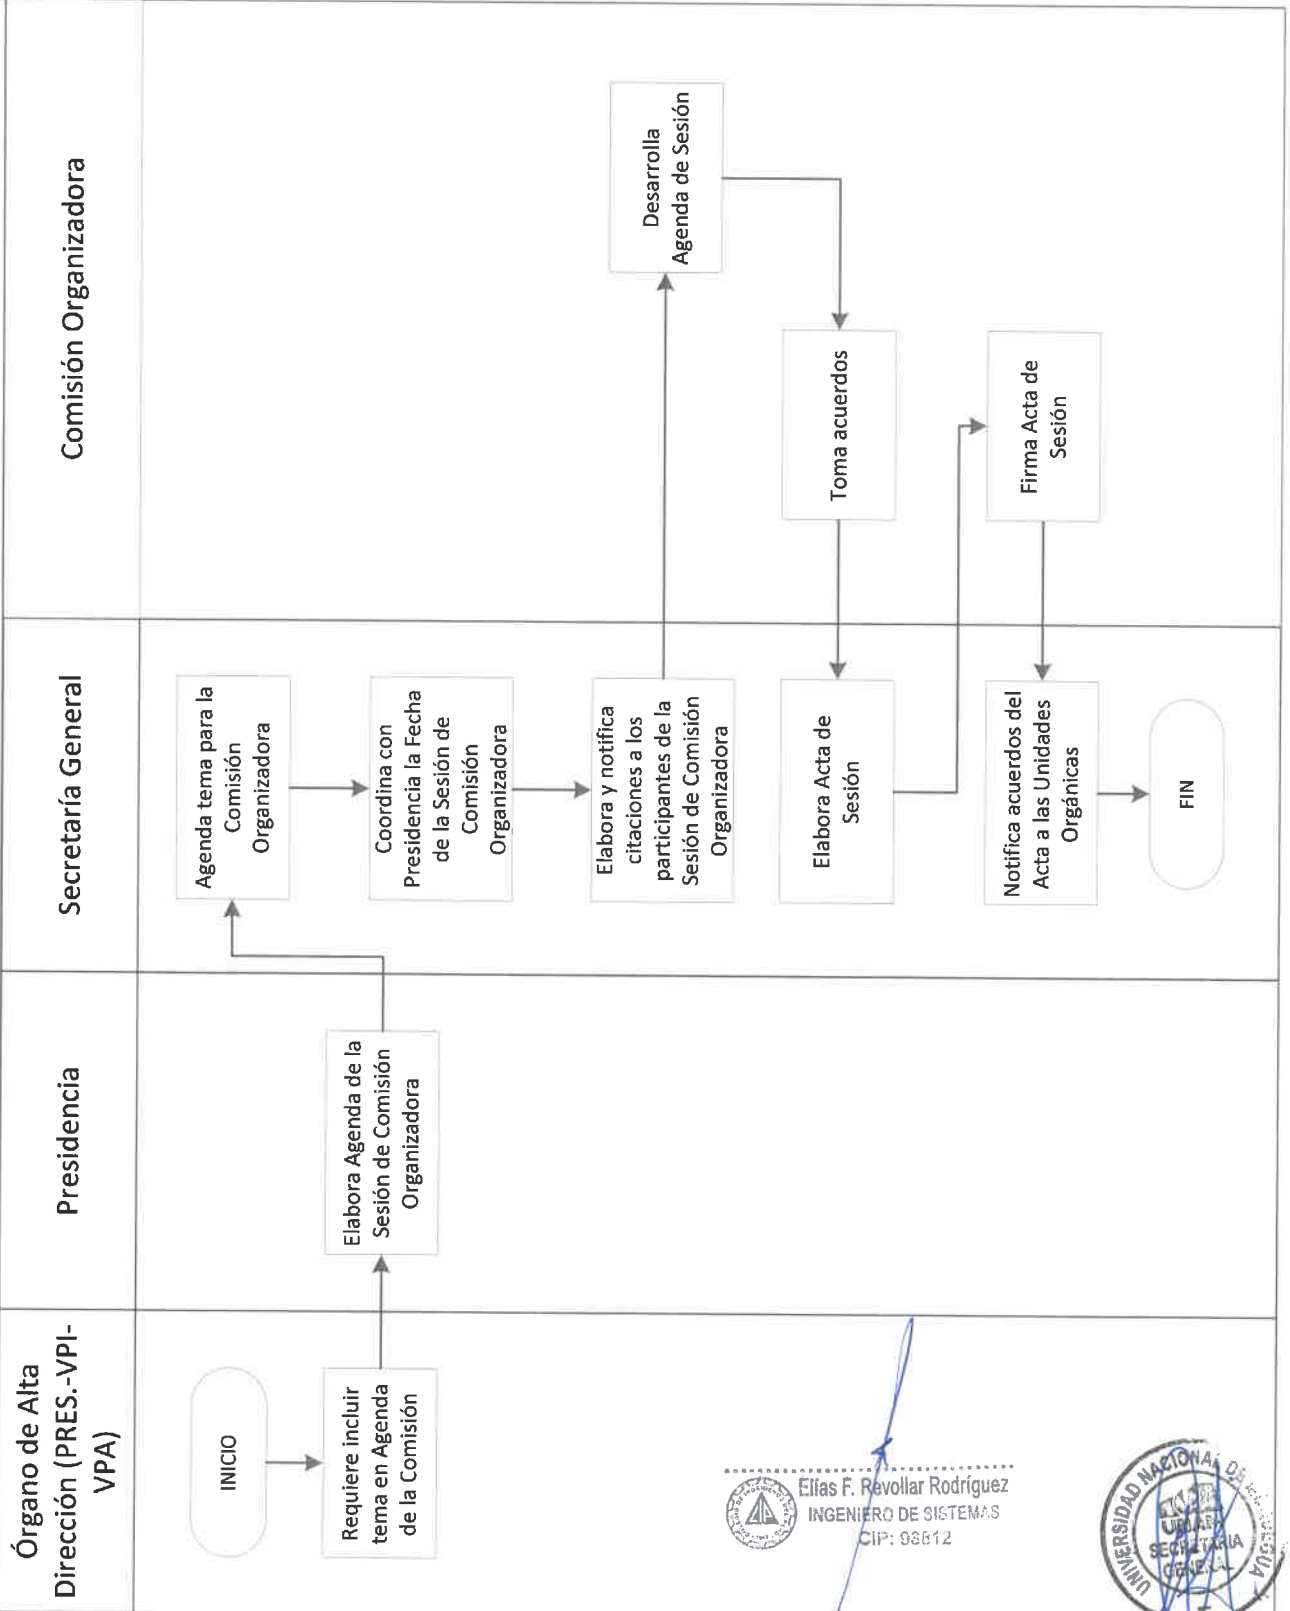 Órgano de Alta
Dirección (PRES.-VPI-
VPA)
Presidencia
Secretaría General
Comisión Organizadora
INICIO
Requiere incluir
tema en Agenda
de la Comisión
Elabora Agenda de la
Sesión de Comisión
Organizadora
Agenda tema para la
Comisión
Organizadora
Coordina con
Presidencia la Fecha
de la Sesión de
Comisión
Organizadora
Elabora y notifica
citaciones a los
participantes de la
Sesión de Comisión
Organizadora
Desarrolla
Agenda de Sesión
Toma acuerdos
Elabora Acta de
Sesión
Firma Acta de
Sesión
Notifica acuerdos del
Acta a las Unidades
Orgánicas
FIN
Elías F. Revollar Rodríguez
INGENIERO DE SISTEMAS
CIP: 93812
UNIVERSIDAD NACIONAL DE
SECRETARIA
GENERAL